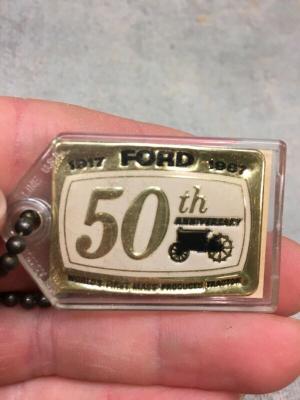 1917 FORD 1967
50th
ANNIVERSARY
WORLD'S FIRST MASS PRODUCED TRACTOR
U.S.A.